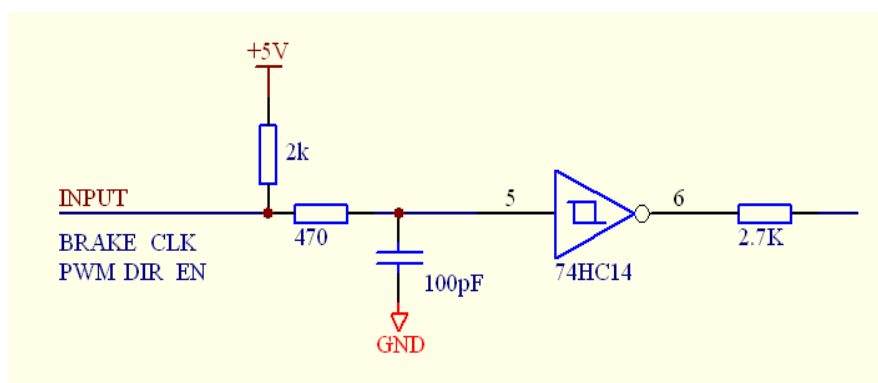 +5V
2k
INPUT
5
6
470
2.7K
BRAKE CLK
PWM DIR EN
74HC14
100pF
GND